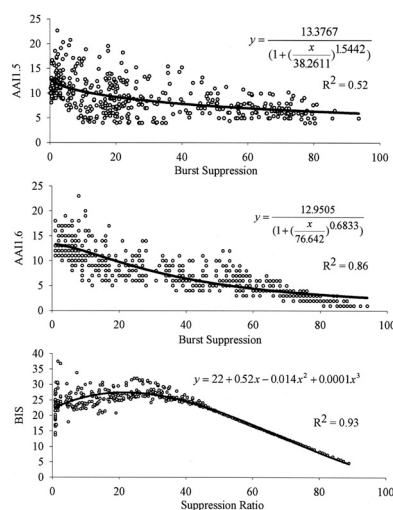 25
20
15
10
5
0
0 20 40 60 80 100
AAI1.5
Burst Suppression
y = 13.3767 / (1 + (x / 38.2611)^1.5442)
R² = 0.52
25
20
15
10
5
0
0 20 40 60 80 100
AAI1.6
Burst Suppression
y = 12.9505 / (1 + (x / 76.642)^0.6833)
R² = 0.86
40
35
30
25
20
15
10
5
0
0 20 40 60 80 100
BIS
Suppression Ratio
y = 22 + 0.52x − 0.014x² + 0.0001x³
R² = 0.93